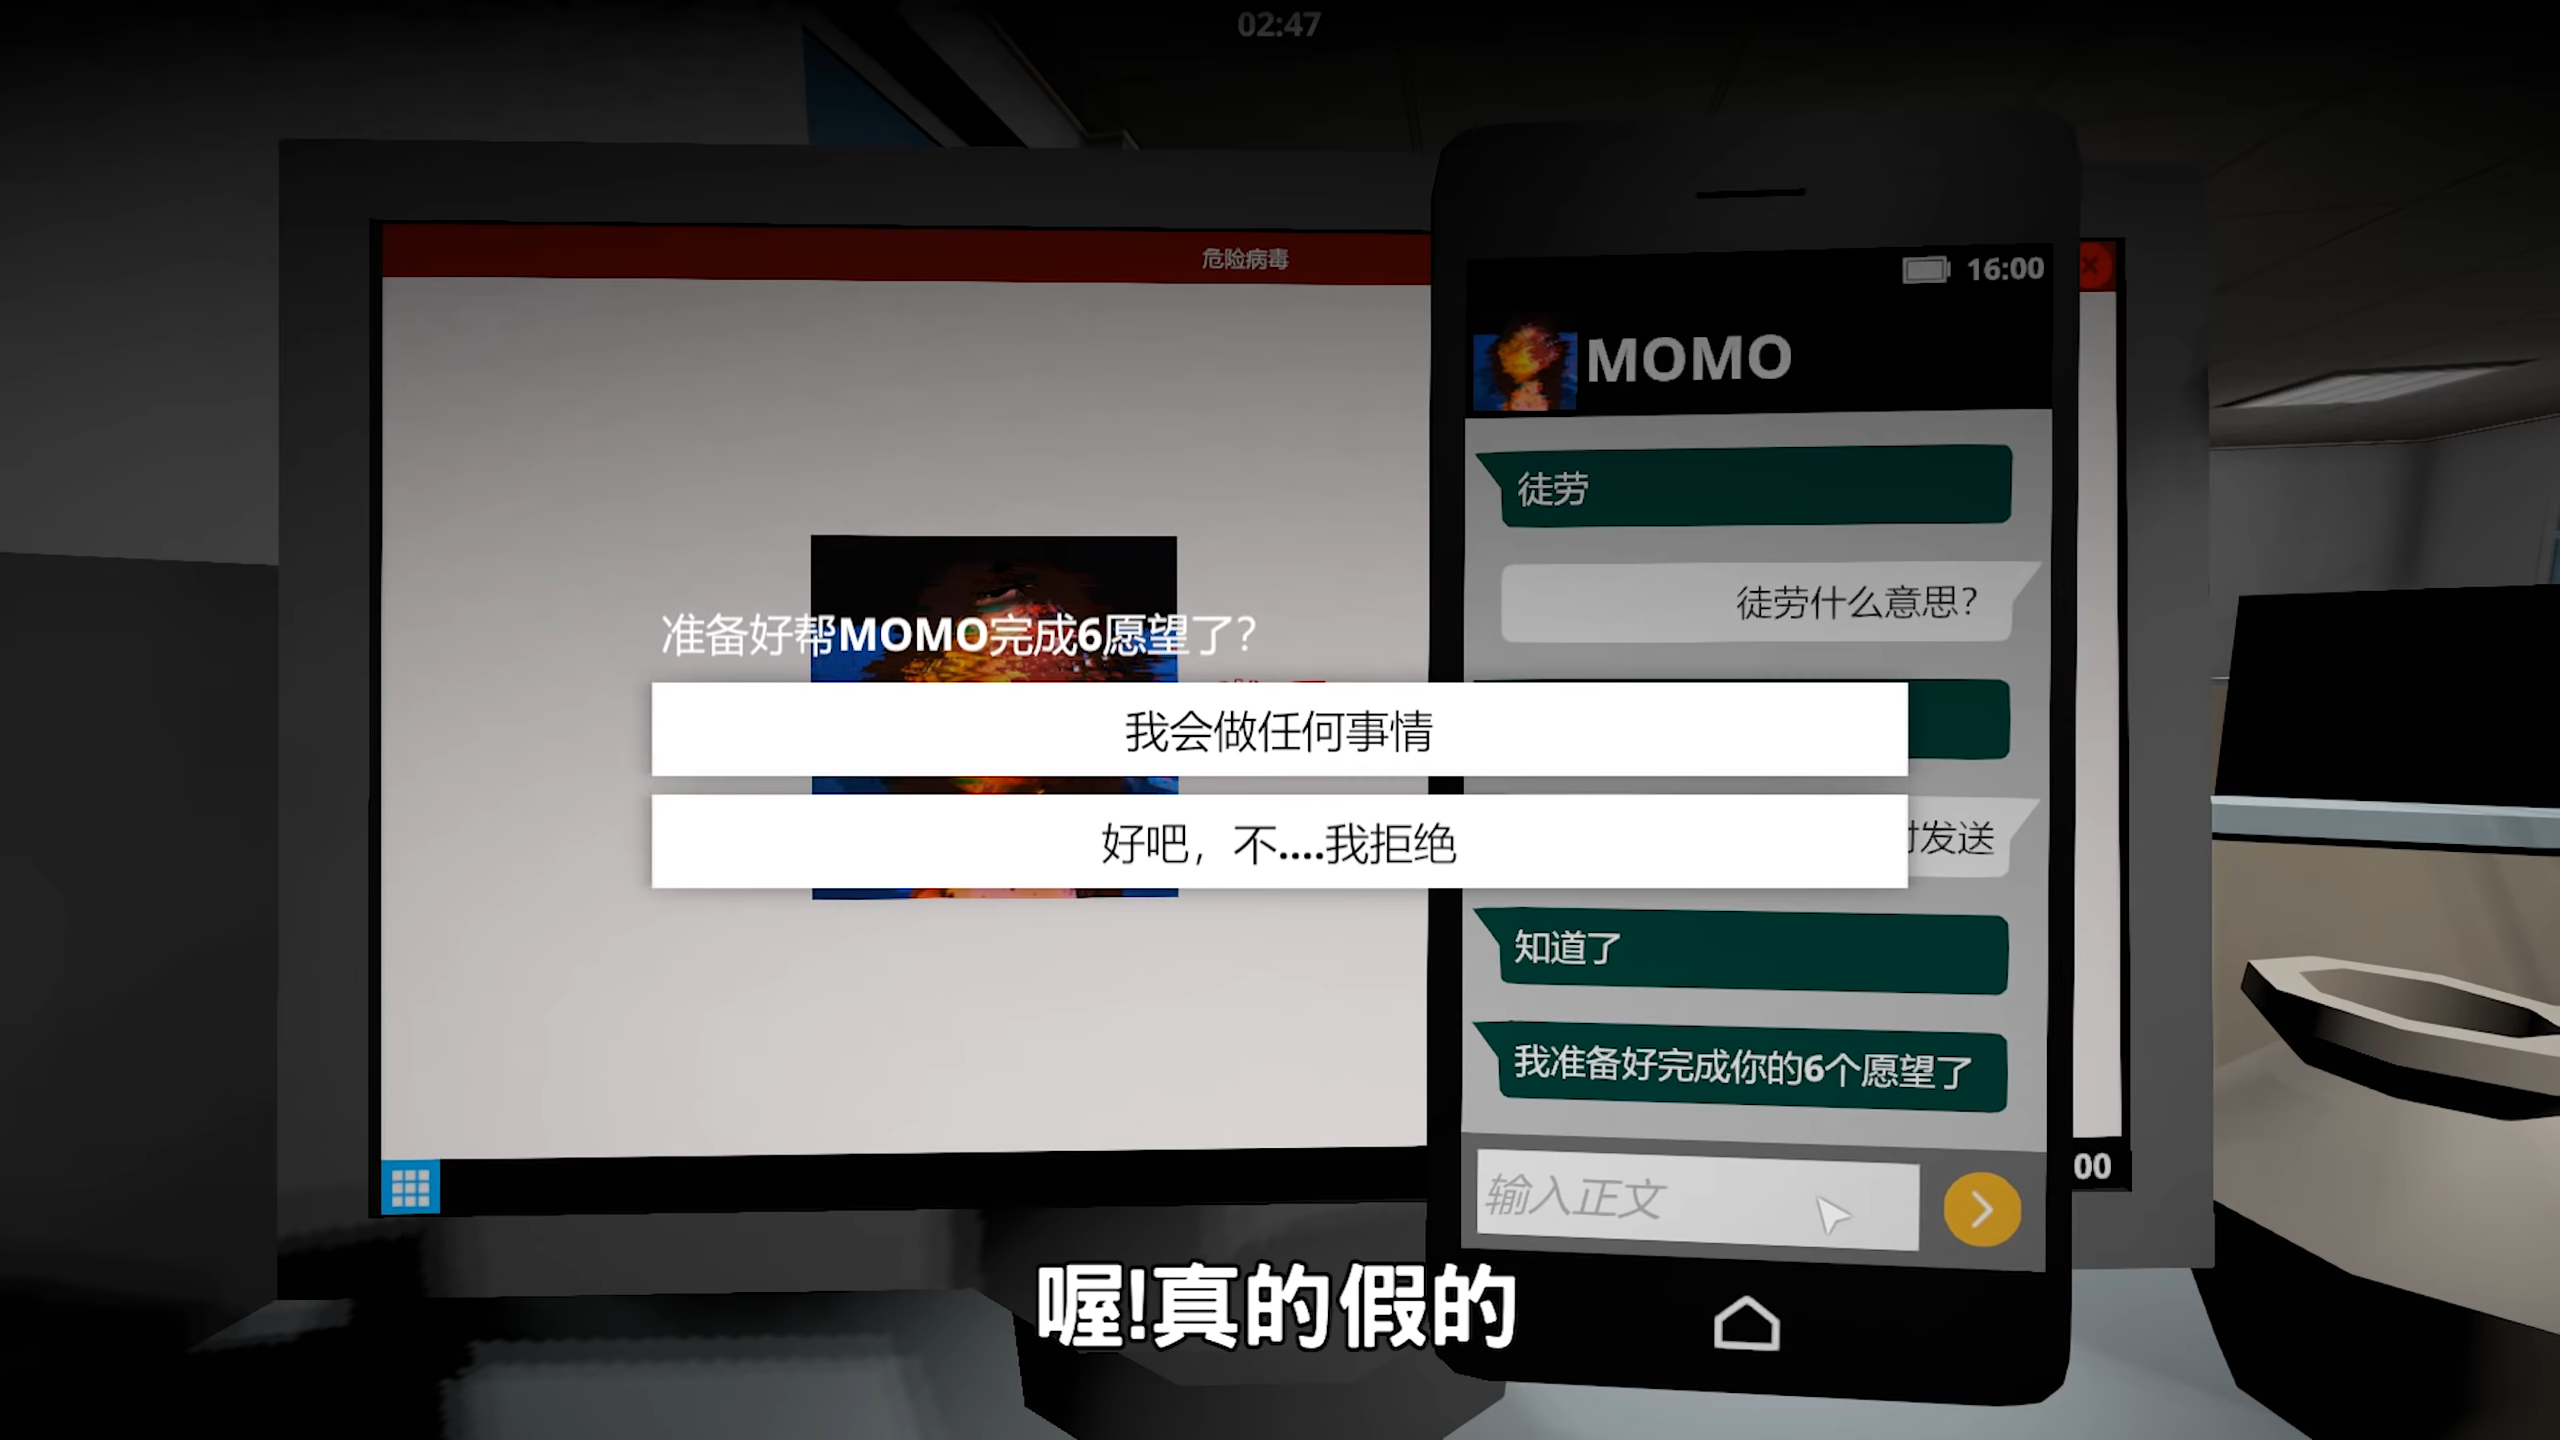 02:47
危险病毒
16:00
MOMO
徒劳
徒劳什么意思？
准备好帮MOMO完成6愿望了？
我会做任何事情
好吧，不....我拒绝
发送
知道了
我准备好完成你的6个愿望了
输入正文
00
喔!真的假的